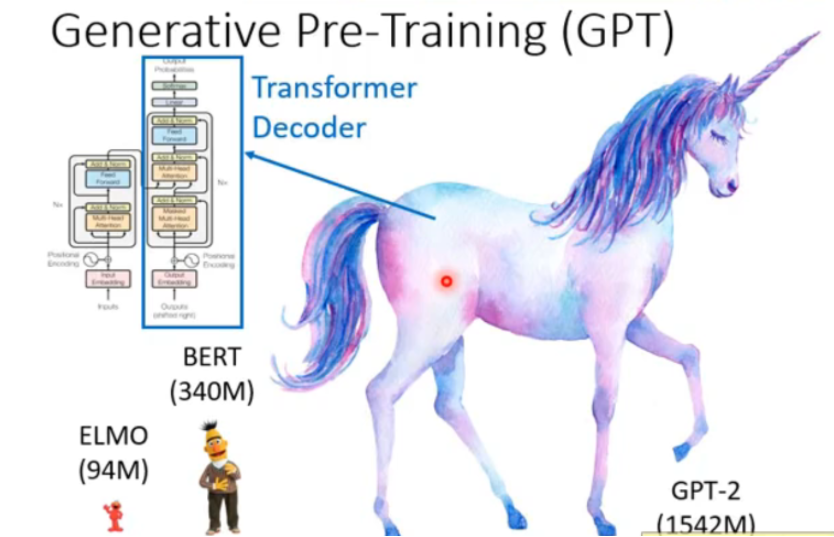 Generative Pre-Training (GPT)
Output
Probabilities
Softmax
Linear
Add & Norm
Feed
Forward
Add & Norm
Multi-Head
Attention
Add & Norm
Masked
Multi-Head
Attention
Nx
Positional
Encoding
Output
Embedding
Outputs
(shifted right)
Add & Norm
Feed
Forward
Add & Norm
Multi-Head
Attention
Nx
Positional
Encoding
Input
Embedding
Inputs
Transformer
Decoder
BERT
(340M)
ELMO
(94M)
GPT-2
(1542M)